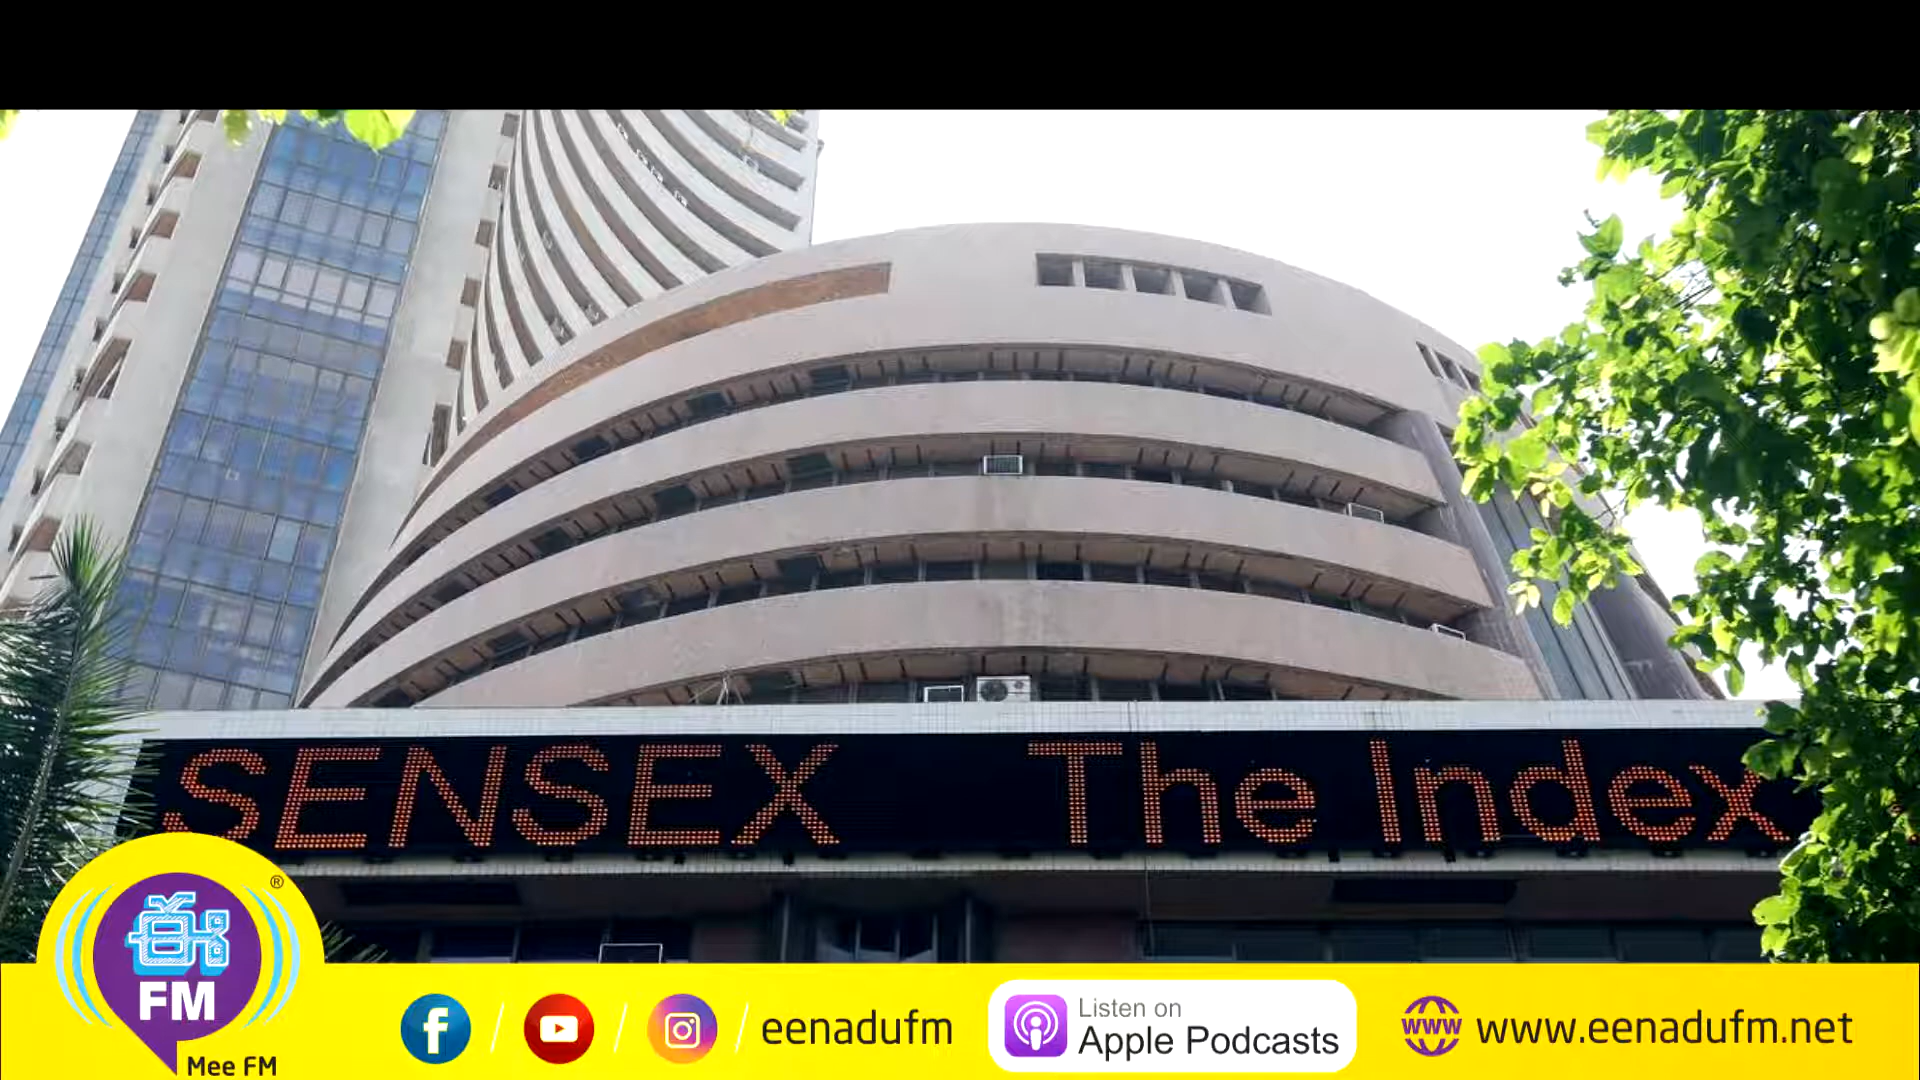 SENSEX The Index
®
ఈ
FM
Mee FM
eenadufm
Listen on
Apple Podcasts
www
www.eenadufm.net